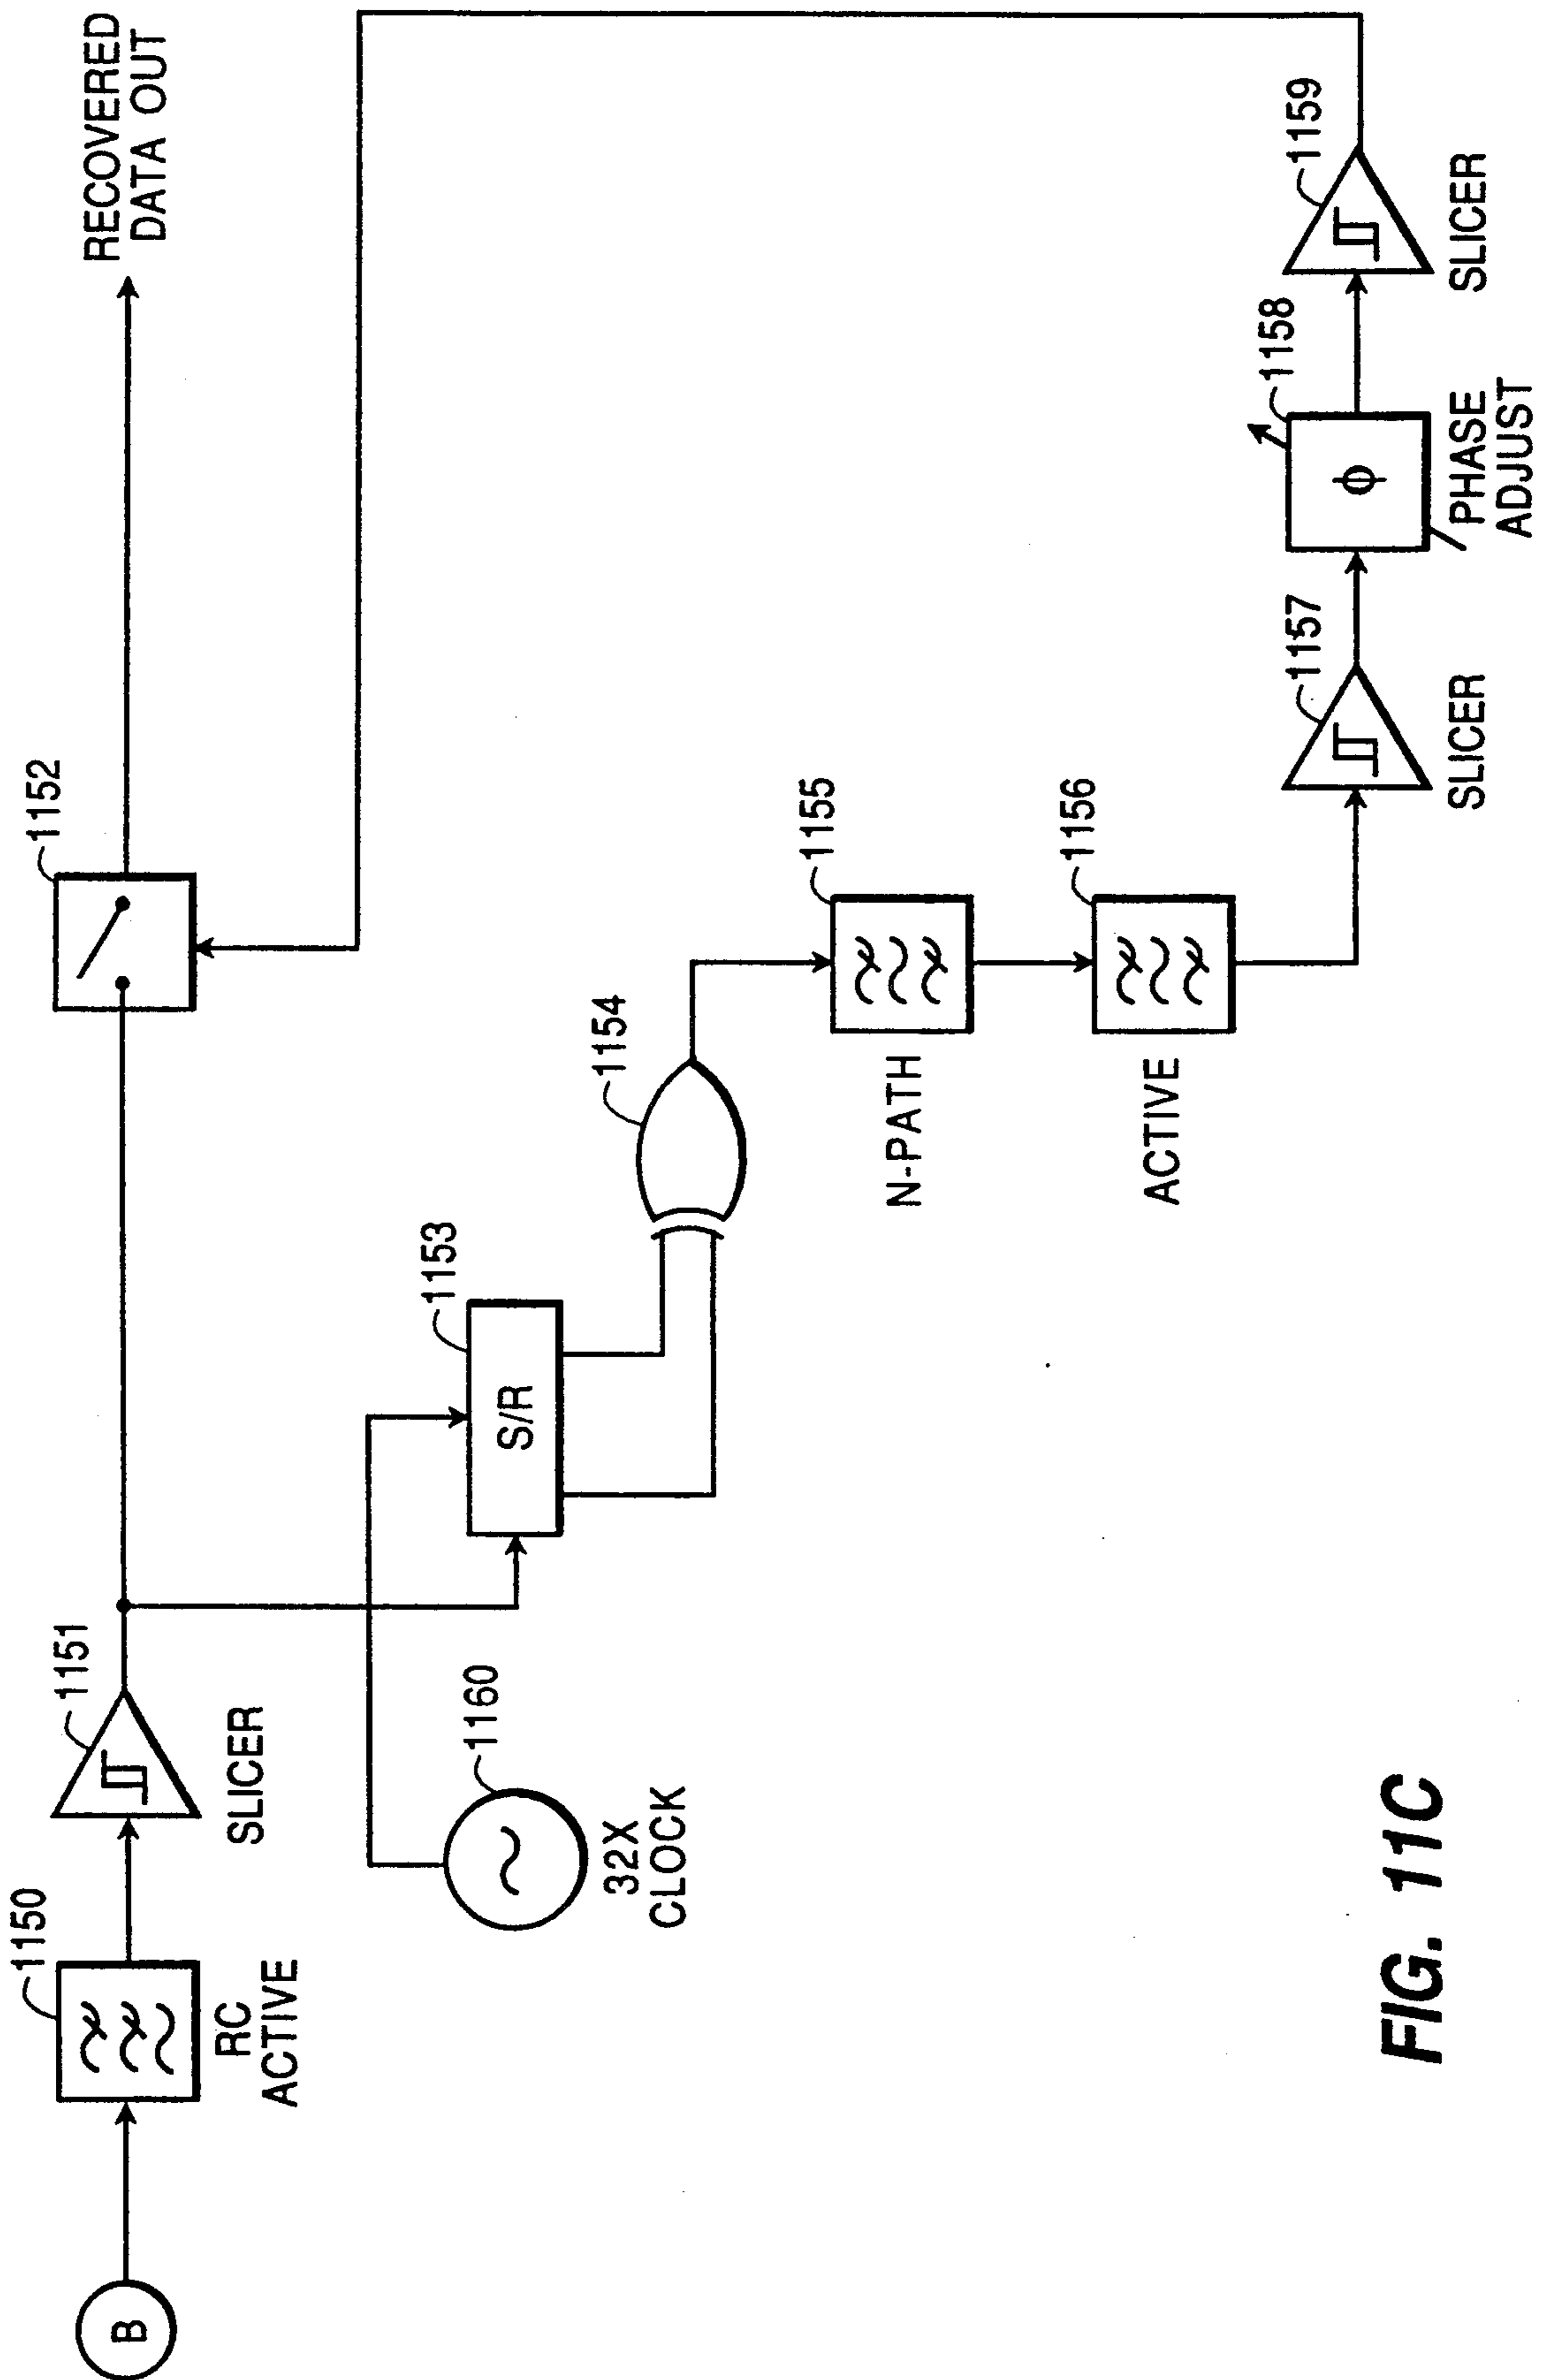 B
1150
RC
ACTIVE
1151
SLICER
1152
RECOVERED
DATA OUT
1160
32X
CLOCK
1153
S/R
1154
1155
N-PATH
1156
ACTIVE
1157
SLICER
1158
Φ
PHASE
ADJUST
1159
SLICER
FIG. 11C